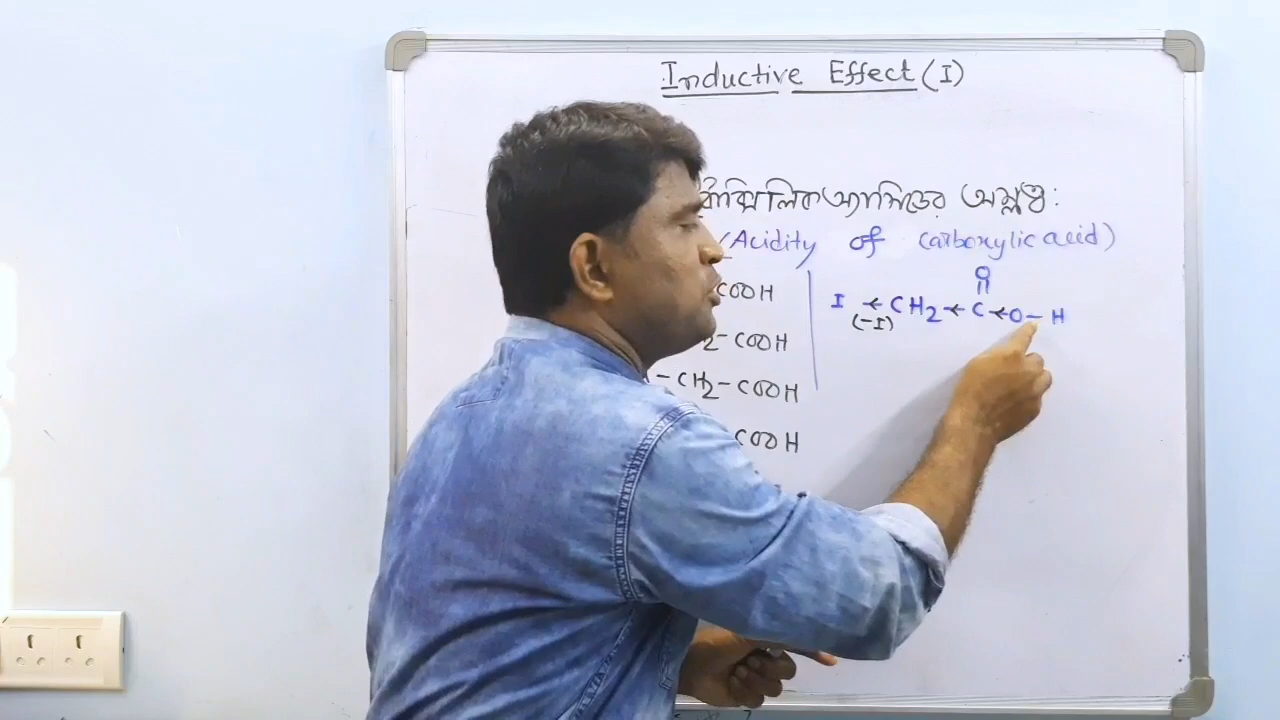 Inductive Effect (I)
কার্বক্সিলিক অ্যাসিডের অম্লত্ব:
(Acidity of Carboxylic acid)
O
COOH
I ← CH2 ← C ← O — H
(-I)
2 - COOH
- CH2 - COOH
COOH